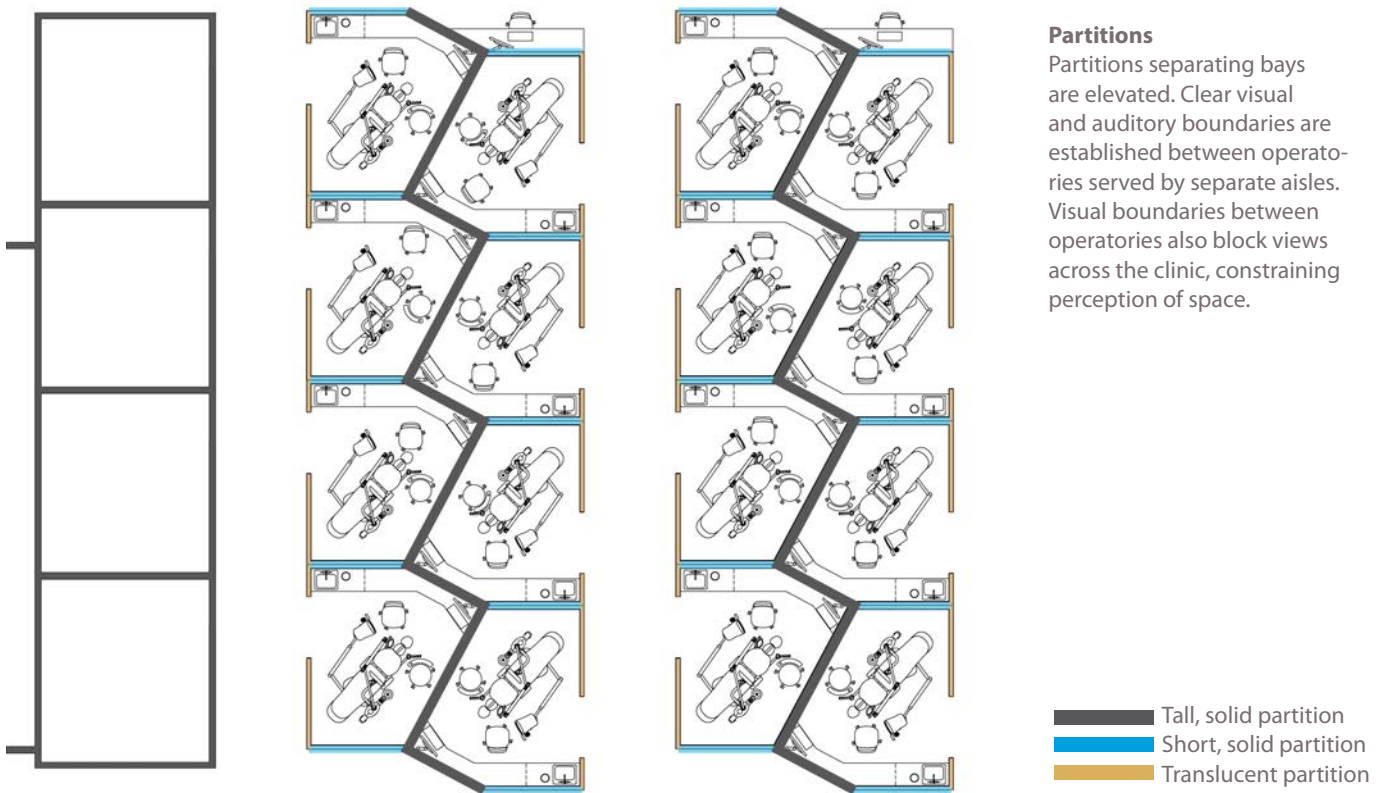 Partitions
Partitions separating bays
are elevated. Clear visual
and auditory boundaries are
established between operato-
ries served by separate aisles.
Visual boundaries between
operatories also block views
across the clinic, constraining
perception of space.
Tall, solid partition
Short, solid partition
Translucent partition